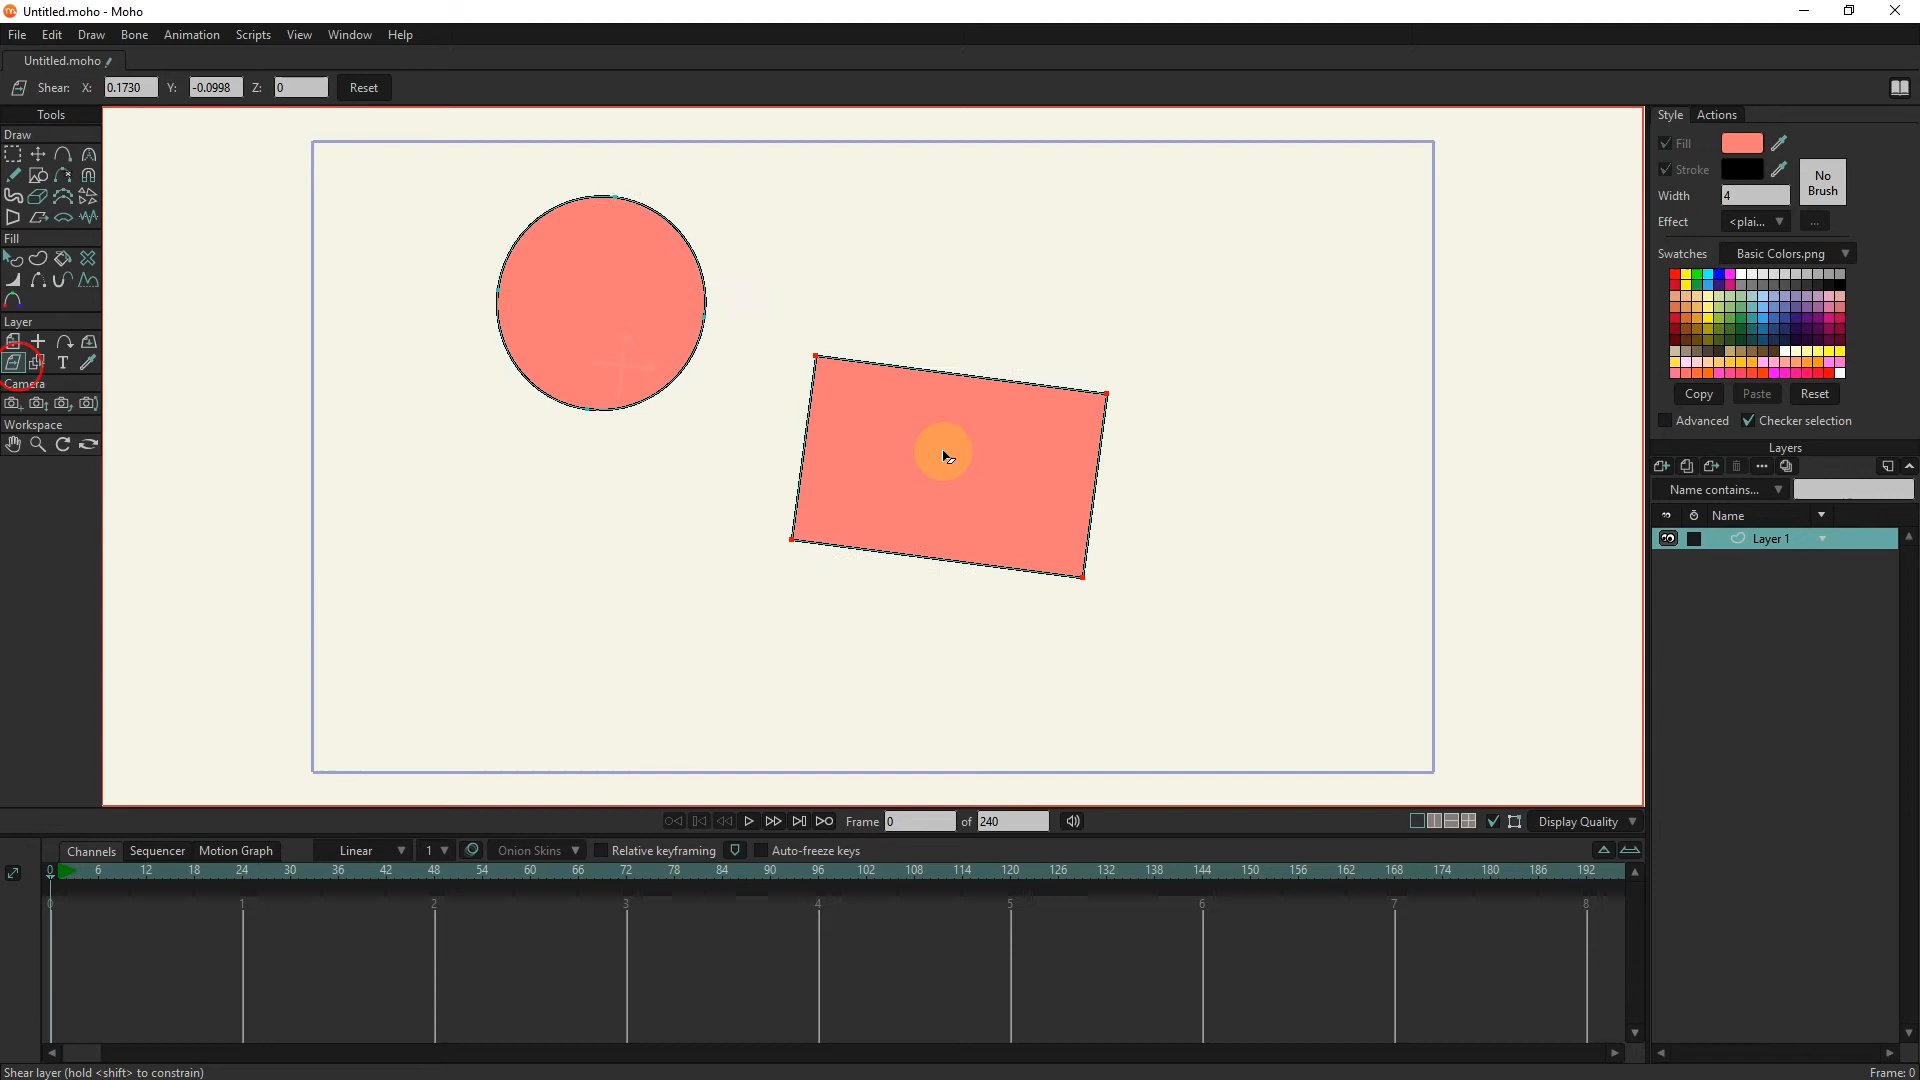 Untitled.moho - Moho
File Edit Draw Bone Animation Scripts View Window Help
Untitled.moho
Shear: X: 0.1730 Y: -0.0998 Z: 0 Reset
Tools
Draw
Fill
Layer
T
Camera
Workspace
Style Actions
Fill
Stroke
No
Brush
Width 4
Effect <plai... ...
Swatches Basic Colors.png
Copy Paste Reset
Advanced Checker selection
Layers
Name contains...
Name
Layer 1
Frame 0 of 240 Display Quality
Channels Sequencer Motion Graph Linear 1 Onion Skins Relative keyframing Auto-freeze keys
0 6 12 18 24 30 36 42 48 54 60 66 72 78 84 90 96 102 108 114 120 126 132 138 144 150 156 162 168 174 180 186 192
0 1 2 3 4 5 6 7 8
Shear layer (hold <shift> to constrain) Frame: 0